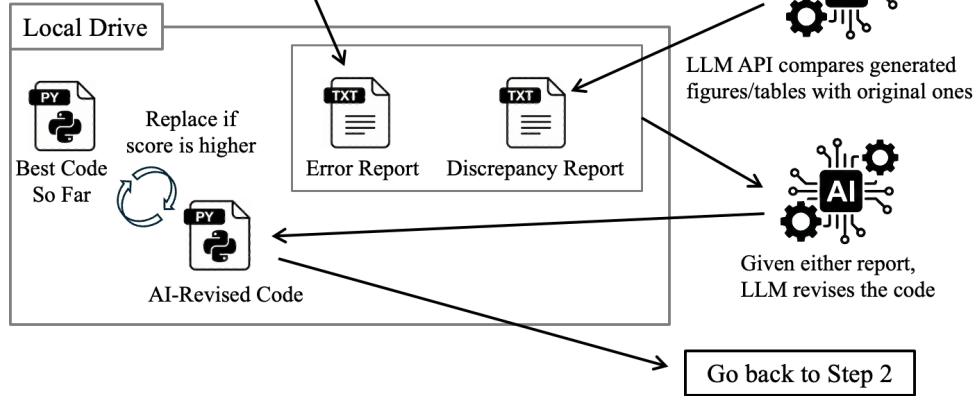 Local Drive
LLM API compares generated
figures/tables with original ones
PY
Best Code
So Far
Replace if
score is higher
TXT
Error Report
TXT
Discrepancy Report
AI
Given either report,
LLM revises the code
PY
AI-Revised Code
Go back to Step 2